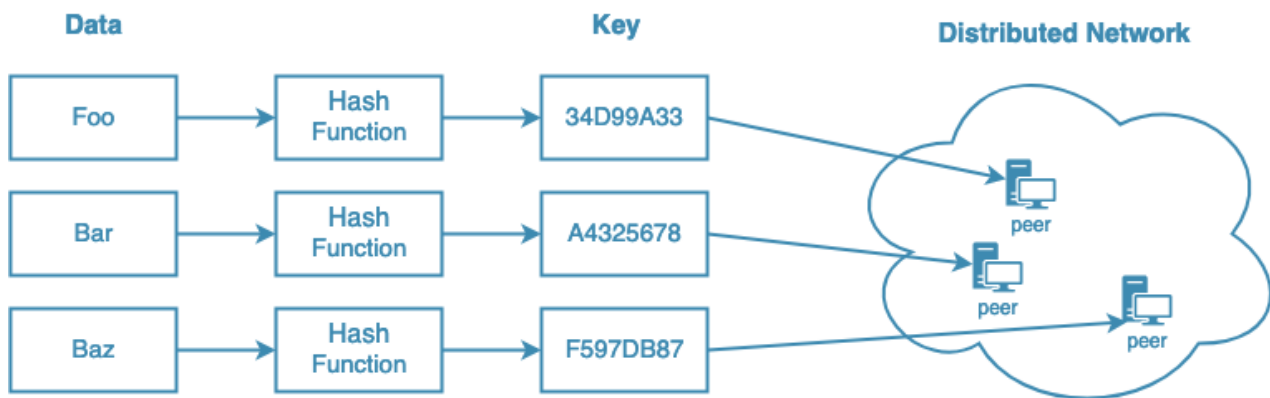 Data
Key
Distributed Network
Foo
Hash
Function
34D99A33
peer
Bar
Hash
Function
A4325678
peer
Baz
Hash
Function
F597DB87
peer